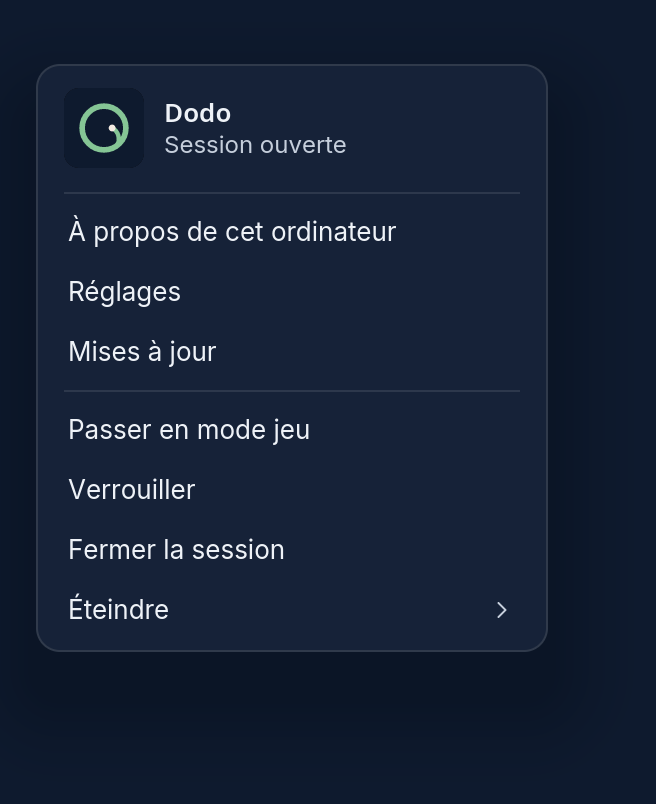 Dodo
Session ouverte
À propos de cet ordinateur
Réglages
Mises à jour
Passer en mode jeu
Verrouiller
Fermer la session
Éteindre